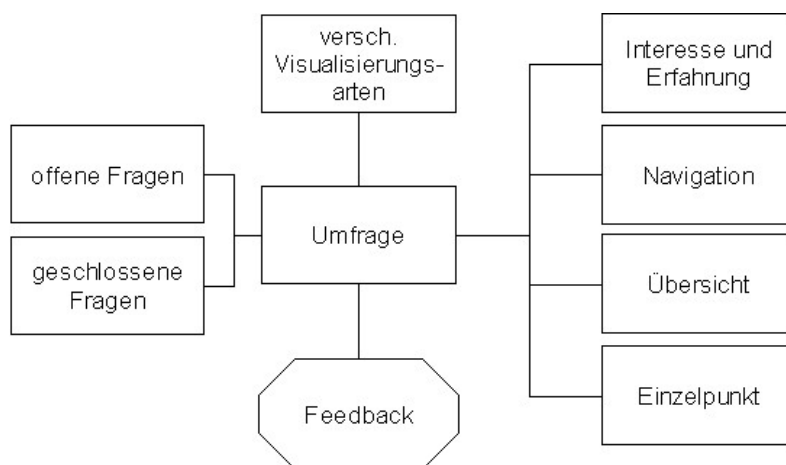 versch.
Visualisierungs-
arten
Interesse und
Erfahrung
offene Fragen
Navigation
Umfrage
geschlossene
Fragen
Übersicht
Feedback
Einzelpunkt